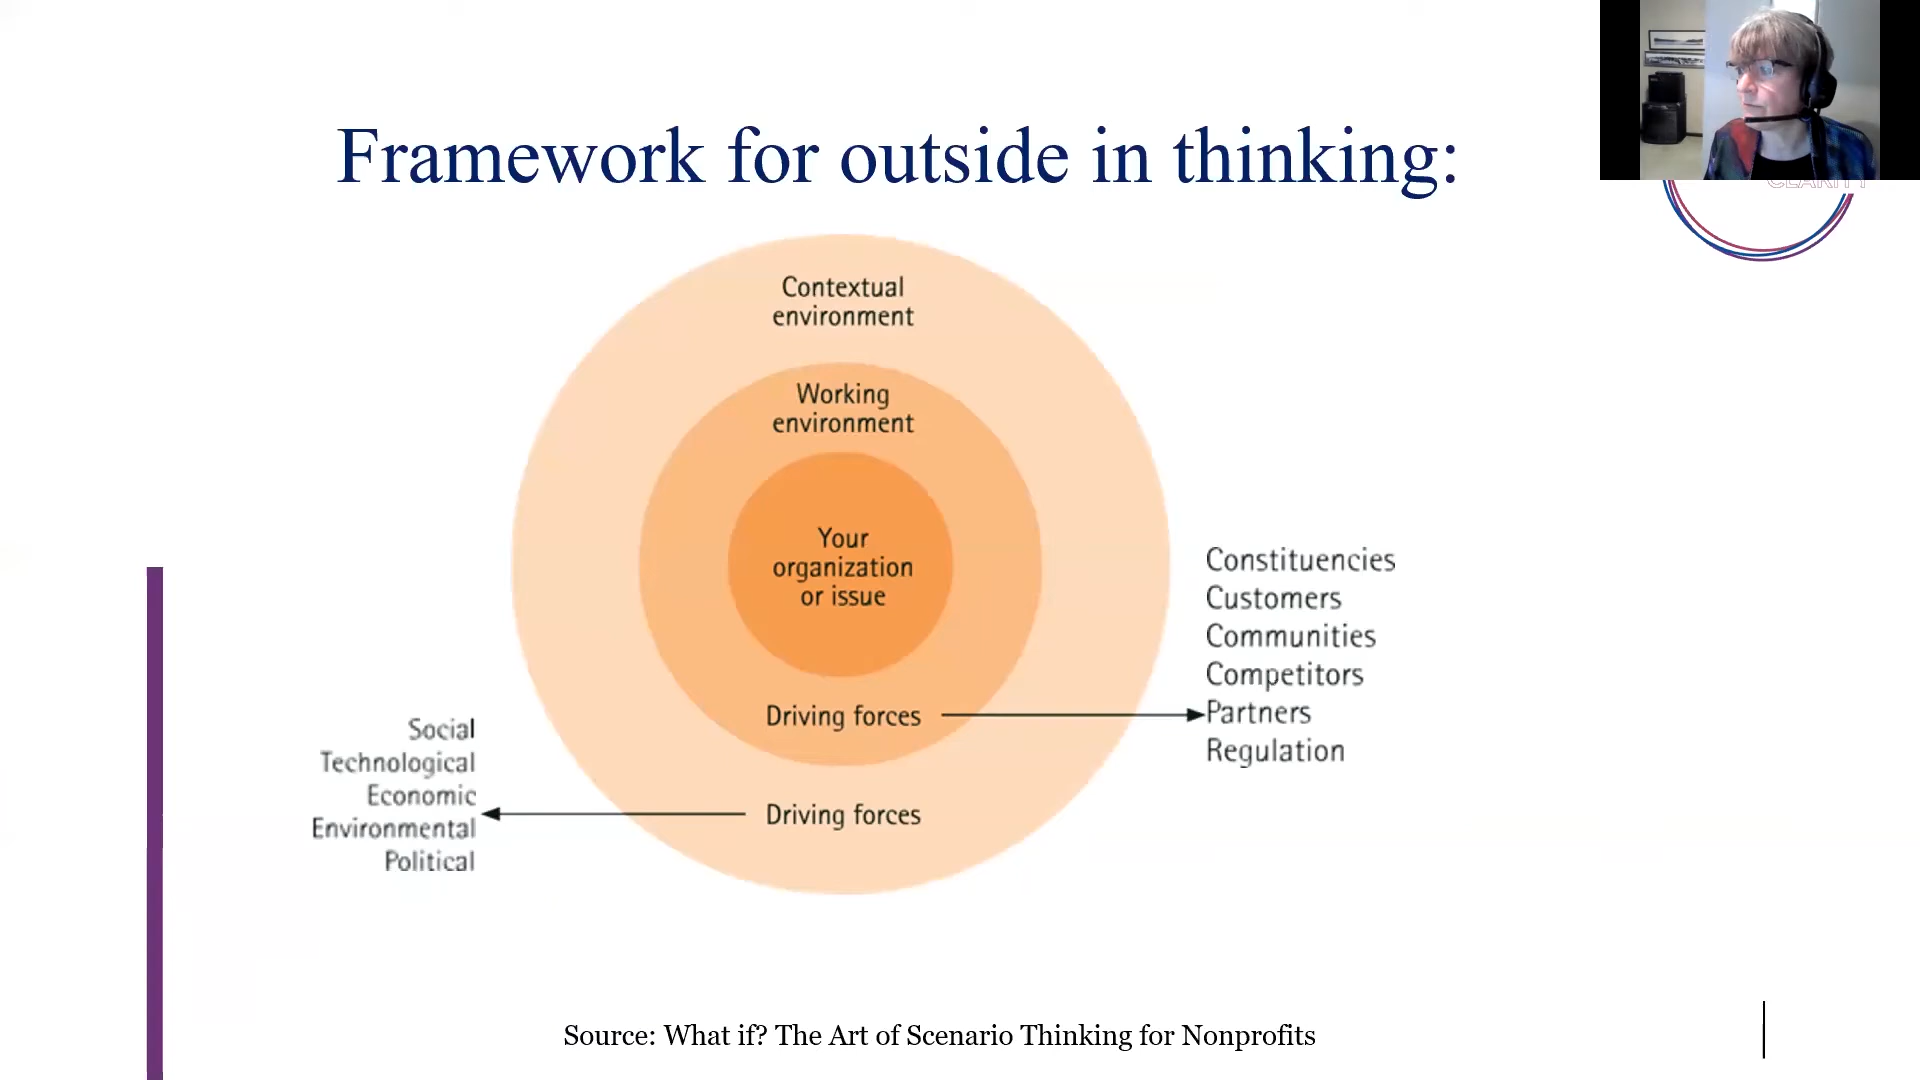 Framework for outside in thinking:
CLARITY
Contextual
environment
Working
environment
Your
organization
or issue
Driving forces
Driving forces
Constituencies
Customers
Communities
Competitors
Partners
Regulation
Social
Technological
Economic
Environmental
Political
Source: What if? The Art of Scenario Thinking for Nonprofits